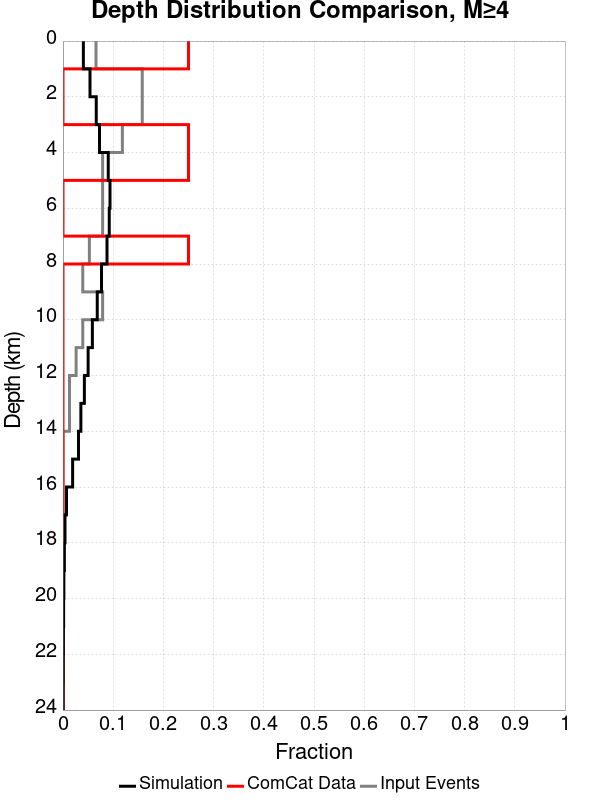 Depth Distribution Comparison, M≥4
0
2
4
6
8
10
12
14
16
18
20
22
24
Depth (km)
0 0.1 0.2 0.3 0.4 0.5 0.6 0.7 0.8 0.9 1
Fraction
Simulation ComCat Data Input Events